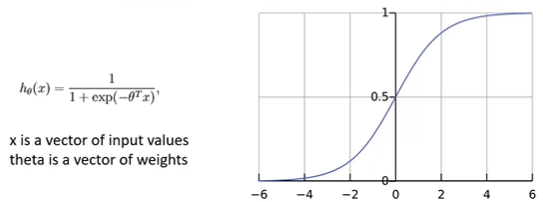 h_θ(x) = 1 / (1 + exp(−θ^T x)),
x is a vector of input values
theta is a vector of weights
1
0.5
0
−6 −4 −2 0 2 4 6